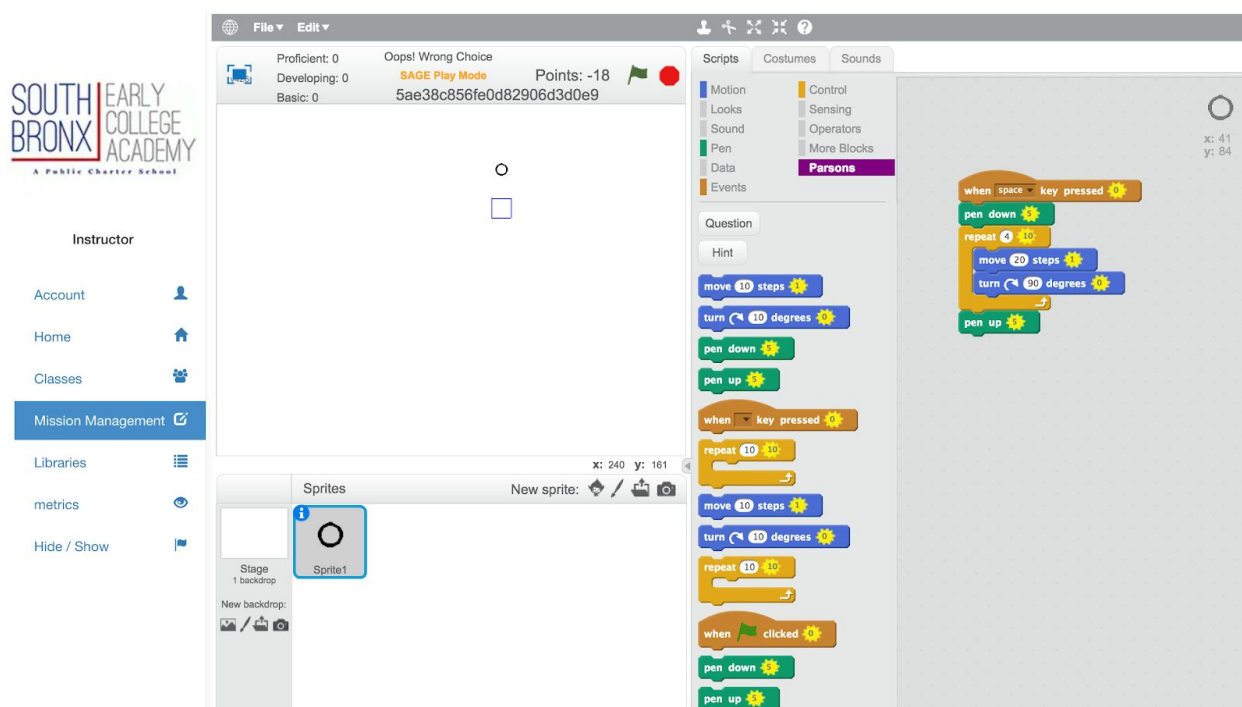 File ▾ Edit ▾
SOUTH EARLY
BRONX COLLEGE
ACADEMY
A Public Charter School
Instructor
Account
Home
Classes
Mission Management
Libraries
metrics
Hide / Show
Proficient: 0
Developing: 0
Basic: 0
Oops! Wrong Choice
SAGE Play Mode
Points: -18
5ae38c856fe0d82906d3d0e9
x: 240 y: 161
Sprites
New sprite:
Stage
1 backdrop
New backdrop:
Sprite1
Scripts Costumes Sounds
Motion Control
Looks Sensing
Sound Operators
Pen More Blocks
Data Parsons
Events
Question
Hint
move 10 steps 1
turn 10 degrees 0
pen down 5
pen up 5
when key pressed 0
repeat 10 10
move 10 steps 1
turn 10 degrees 0
repeat 10 10
when clicked 0
pen down 5
pen up 5
x: 41
y: 84
when space key pressed 0
pen down 5
repeat 4 10
move 20 steps 1
turn 90 degrees 0
pen up 5